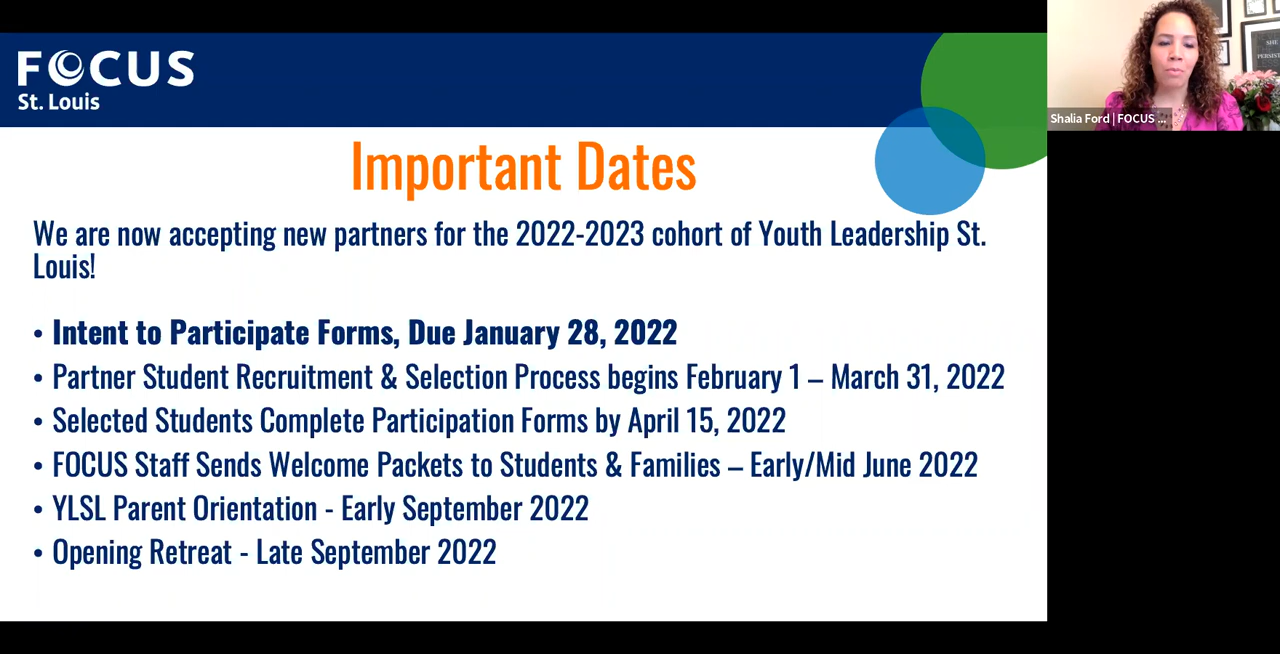 FOCUS
St. Louis
Important Dates
We are now accepting new partners for the 2022-2023 cohort of Youth Leadership St.
Louis!
• Intent to Participate Forms, Due January 28, 2022
• Partner Student Recruitment & Selection Process begins February 1 – March 31, 2022
• Selected Students Complete Participation Forms by April 15, 2022
• FOCUS Staff Sends Welcome Packets to Students & Families – Early/Mid June 2022
• YLSL Parent Orientation - Early September 2022
• Opening Retreat - Late September 2022
SHE
PERSIST
Shalia Ford | FOCUS ...